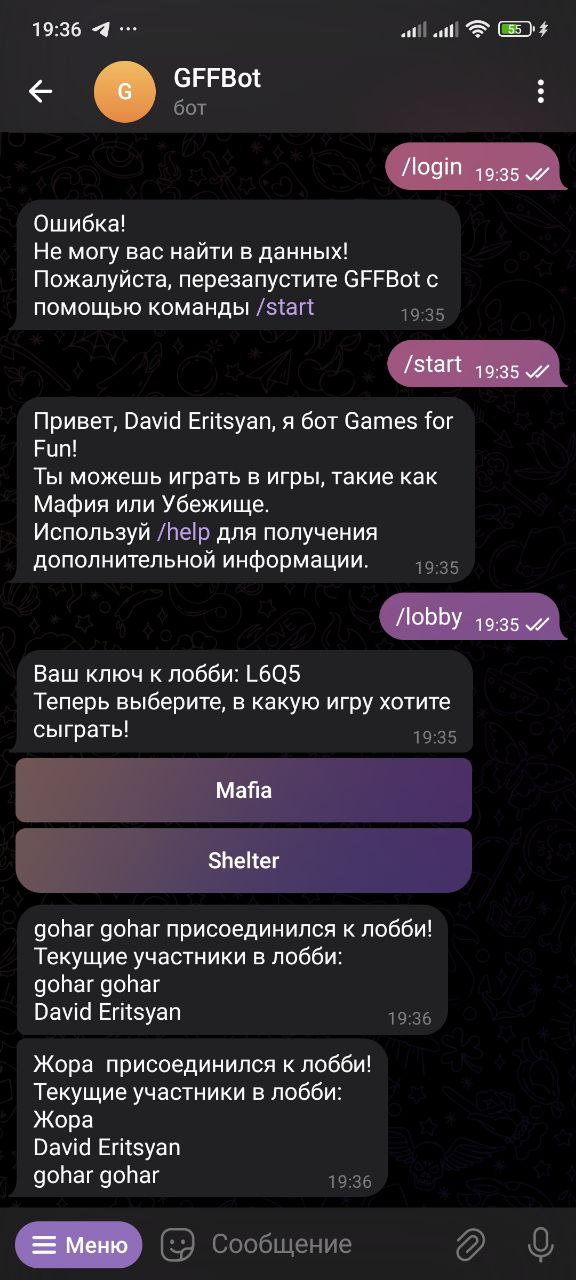 19:36
55
G
GFFBot
бот
/login 19:35
Ошибка!
Не могу вас найти в данных!
Пожалуйста, перезапустите GFFBot с
помощью команды /start
19:35
/start 19:35
Привет, David Eritsyan, я бот Games for
Fun!
Ты можешь играть в игры, такие как
Мафия или Убежище.
Используй /help для получения
дополнительной информации.
19:35
/lobby 19:35
Ваш ключ к лобби: L6Q5
Теперь выберите, в какую игру хотите
сыграть!
19:35
Mafia
Shelter
gohar gohar присоединился к лобби!
Текущие участники в лобби:
gohar gohar
David Eritsyan
19:36
Жора  присоединился к лобби!
Текущие участники в лобби:
Жора
David Eritsyan
gohar gohar
19:36
Меню
Сообщение